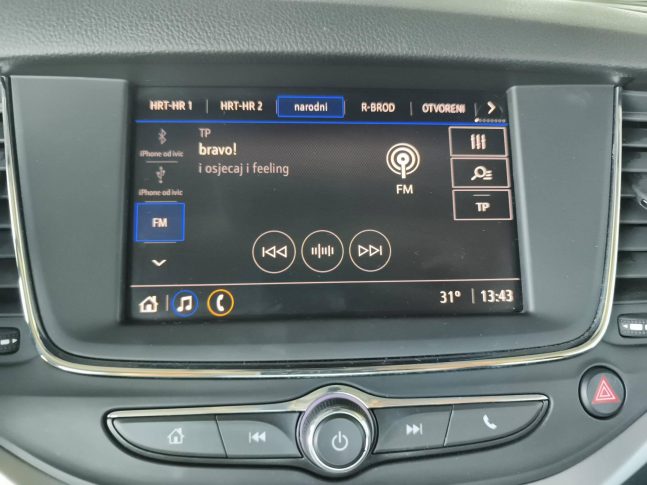 HRT-HR 1 HRT-HR 2 narodni R-BROD OTVORENI
TP
bravo!
i osjecaj i feeling
iPhone od ivic
iPhone od ivic
FM
FM
TP
31° 13:43